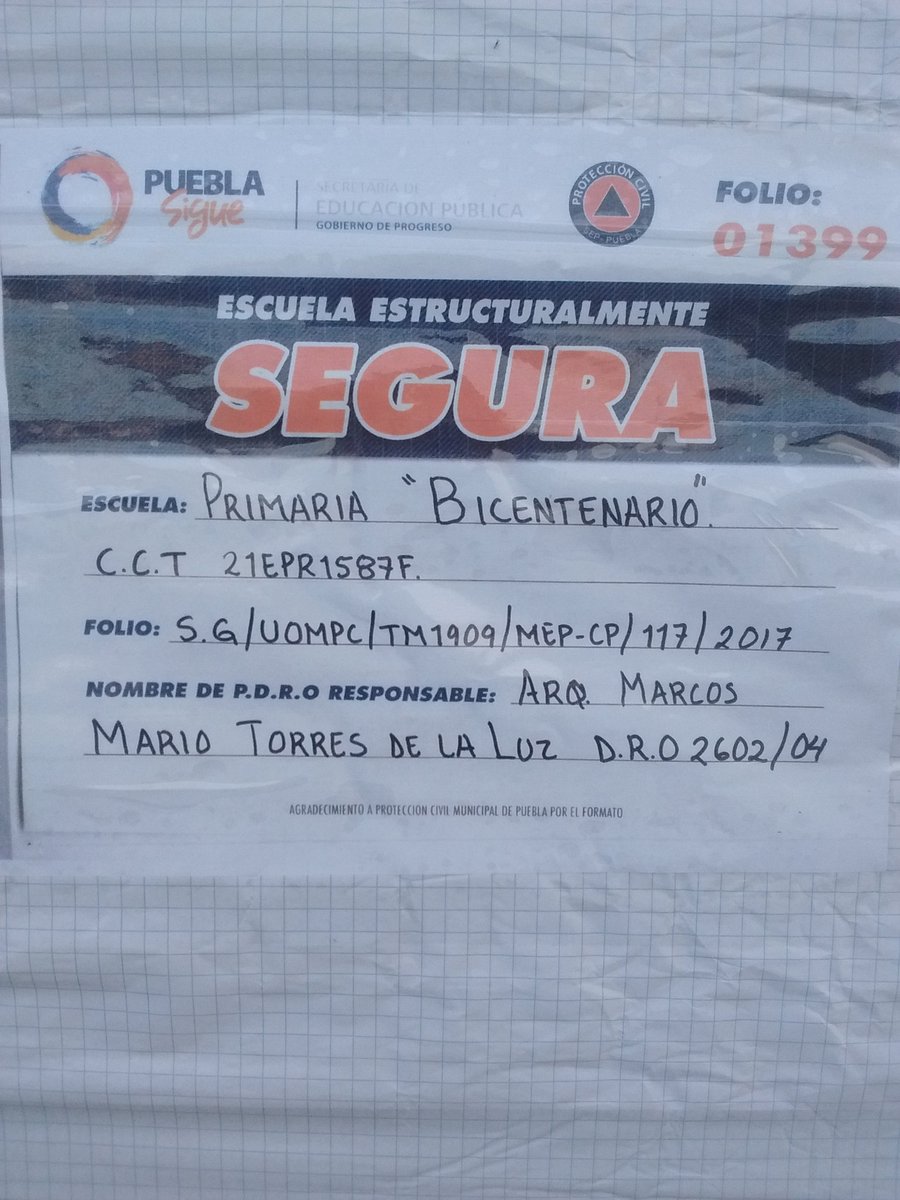 PUEBLA
Sigue
SECRETARÍA DE
EDUCACIÓN PÚBLICA
GOBIERNO DE PROGRESO
PROTECCIÓN CIVIL
SEP - PUEBLA
FOLIO:
01399
ESCUELA ESTRUCTURALMENTE
SEGURA
ESCUELA: PRIMARIA "BICENTENARIO".
C.C.T 21EPR1587F.
FOLIO: S.G/UOMPC/TM1909/MEP-CP/117/2017
NOMBRE DE P.D.R.O RESPONSABLE: ARQ. MARCOS
MARIO TORRES DE LA LUZ D.R.O 2602/04
AGRADECIMIENTO A PROTECCION CIVIL MUNICIPAL DE PUEBLA POR EL FORMATO